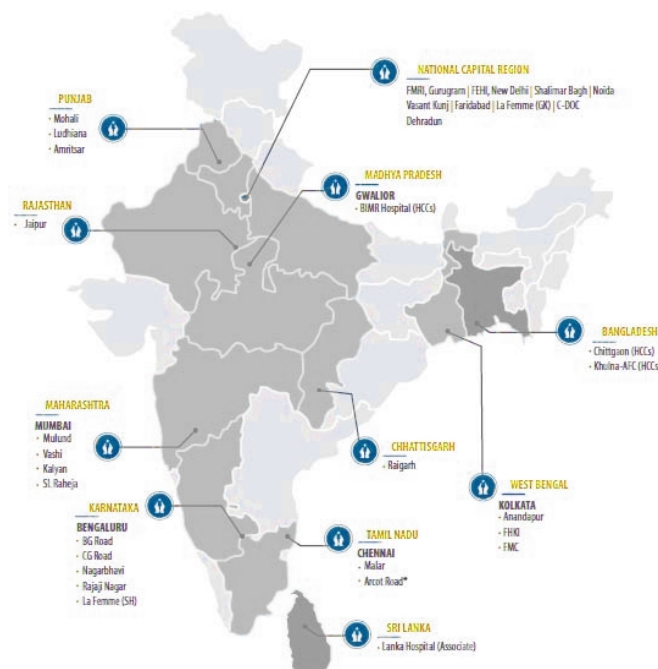 NATIONAL CAPITAL REGION
FMRI, Gurugram | FEHI, New Delhi | Shalimar Bagh | Noida
Vasant Kunj | Faridabad | La Femme (GK) | C-DOC
Dehradun
PUNJAB
• Mohali
• Ludhiana
• Amritsar
MADHYA PRADESH
GWALIOR
• BIMR Hospital (HCCs)
RAJASTHAN
• Jaipur
BANGLADESH
• Chittgaon (HCCs)
• Khulna-AFC (HCCs
MAHARASHTRA
MUMBAI
• Mulund
• Vashi
• Kalyan
• SL Raheja
CHHATTISGARH
• Raigarh
WEST BENGAL
KOLKATA
• Anandapur
• FHKI
• FMC
KARNATAKA
BENGALURU
• BG Road
• CG Road
• Nagarbhavi
• Rajaji Nagar
• La Femme (SH)
TAMIL NADU
CHENNAI
• Malar
• Arcot Road*
SRI LANKA
• Lanka Hospital (Associate)